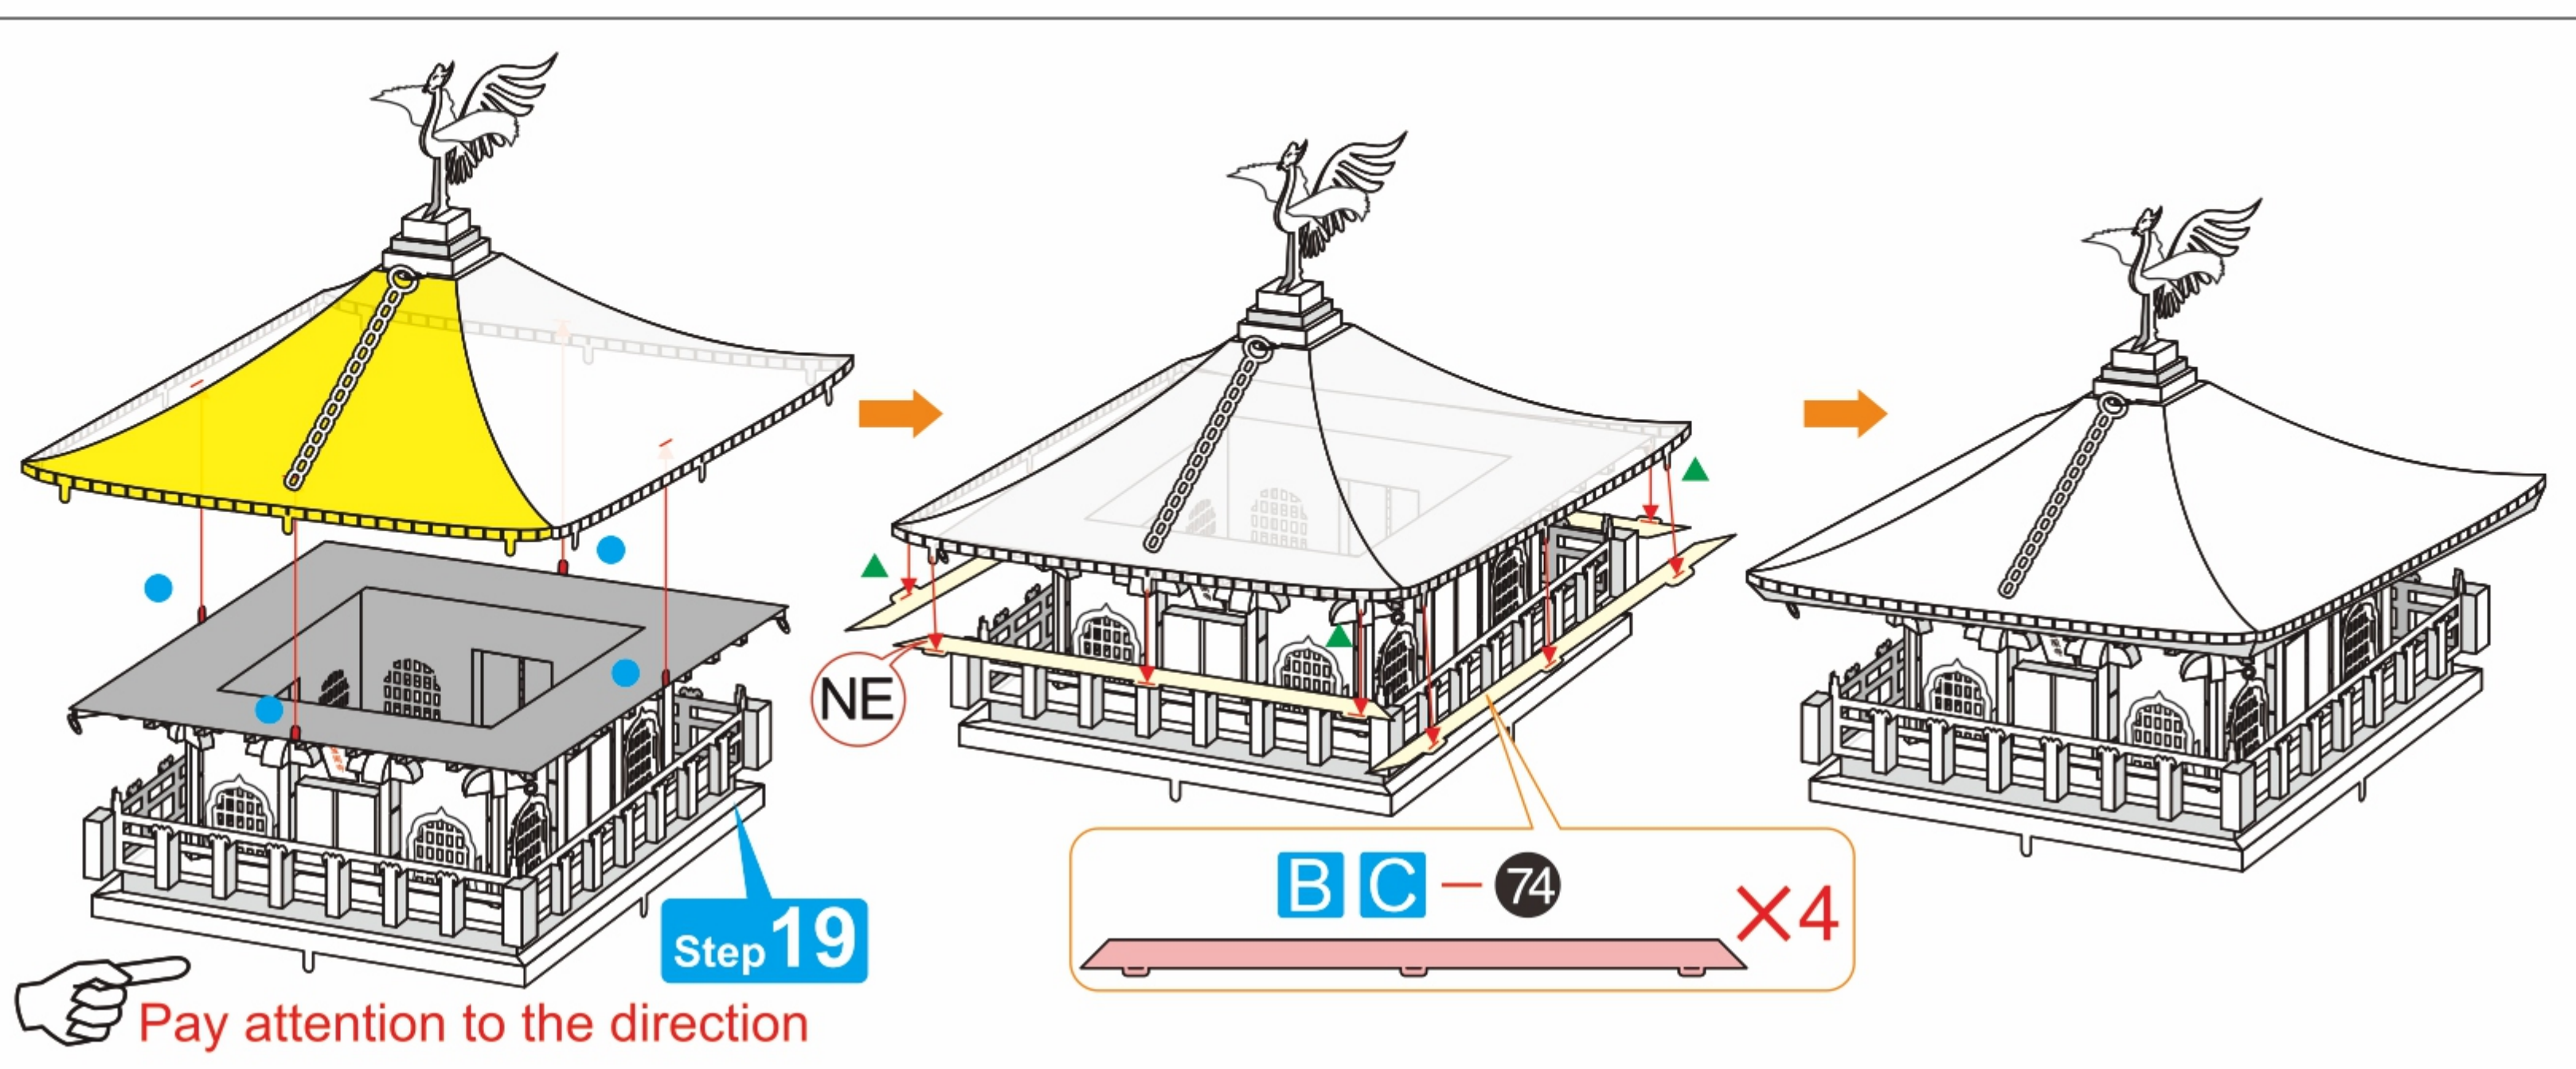 Step 19
Pay attention to the direction
NE
B C – 74
×4